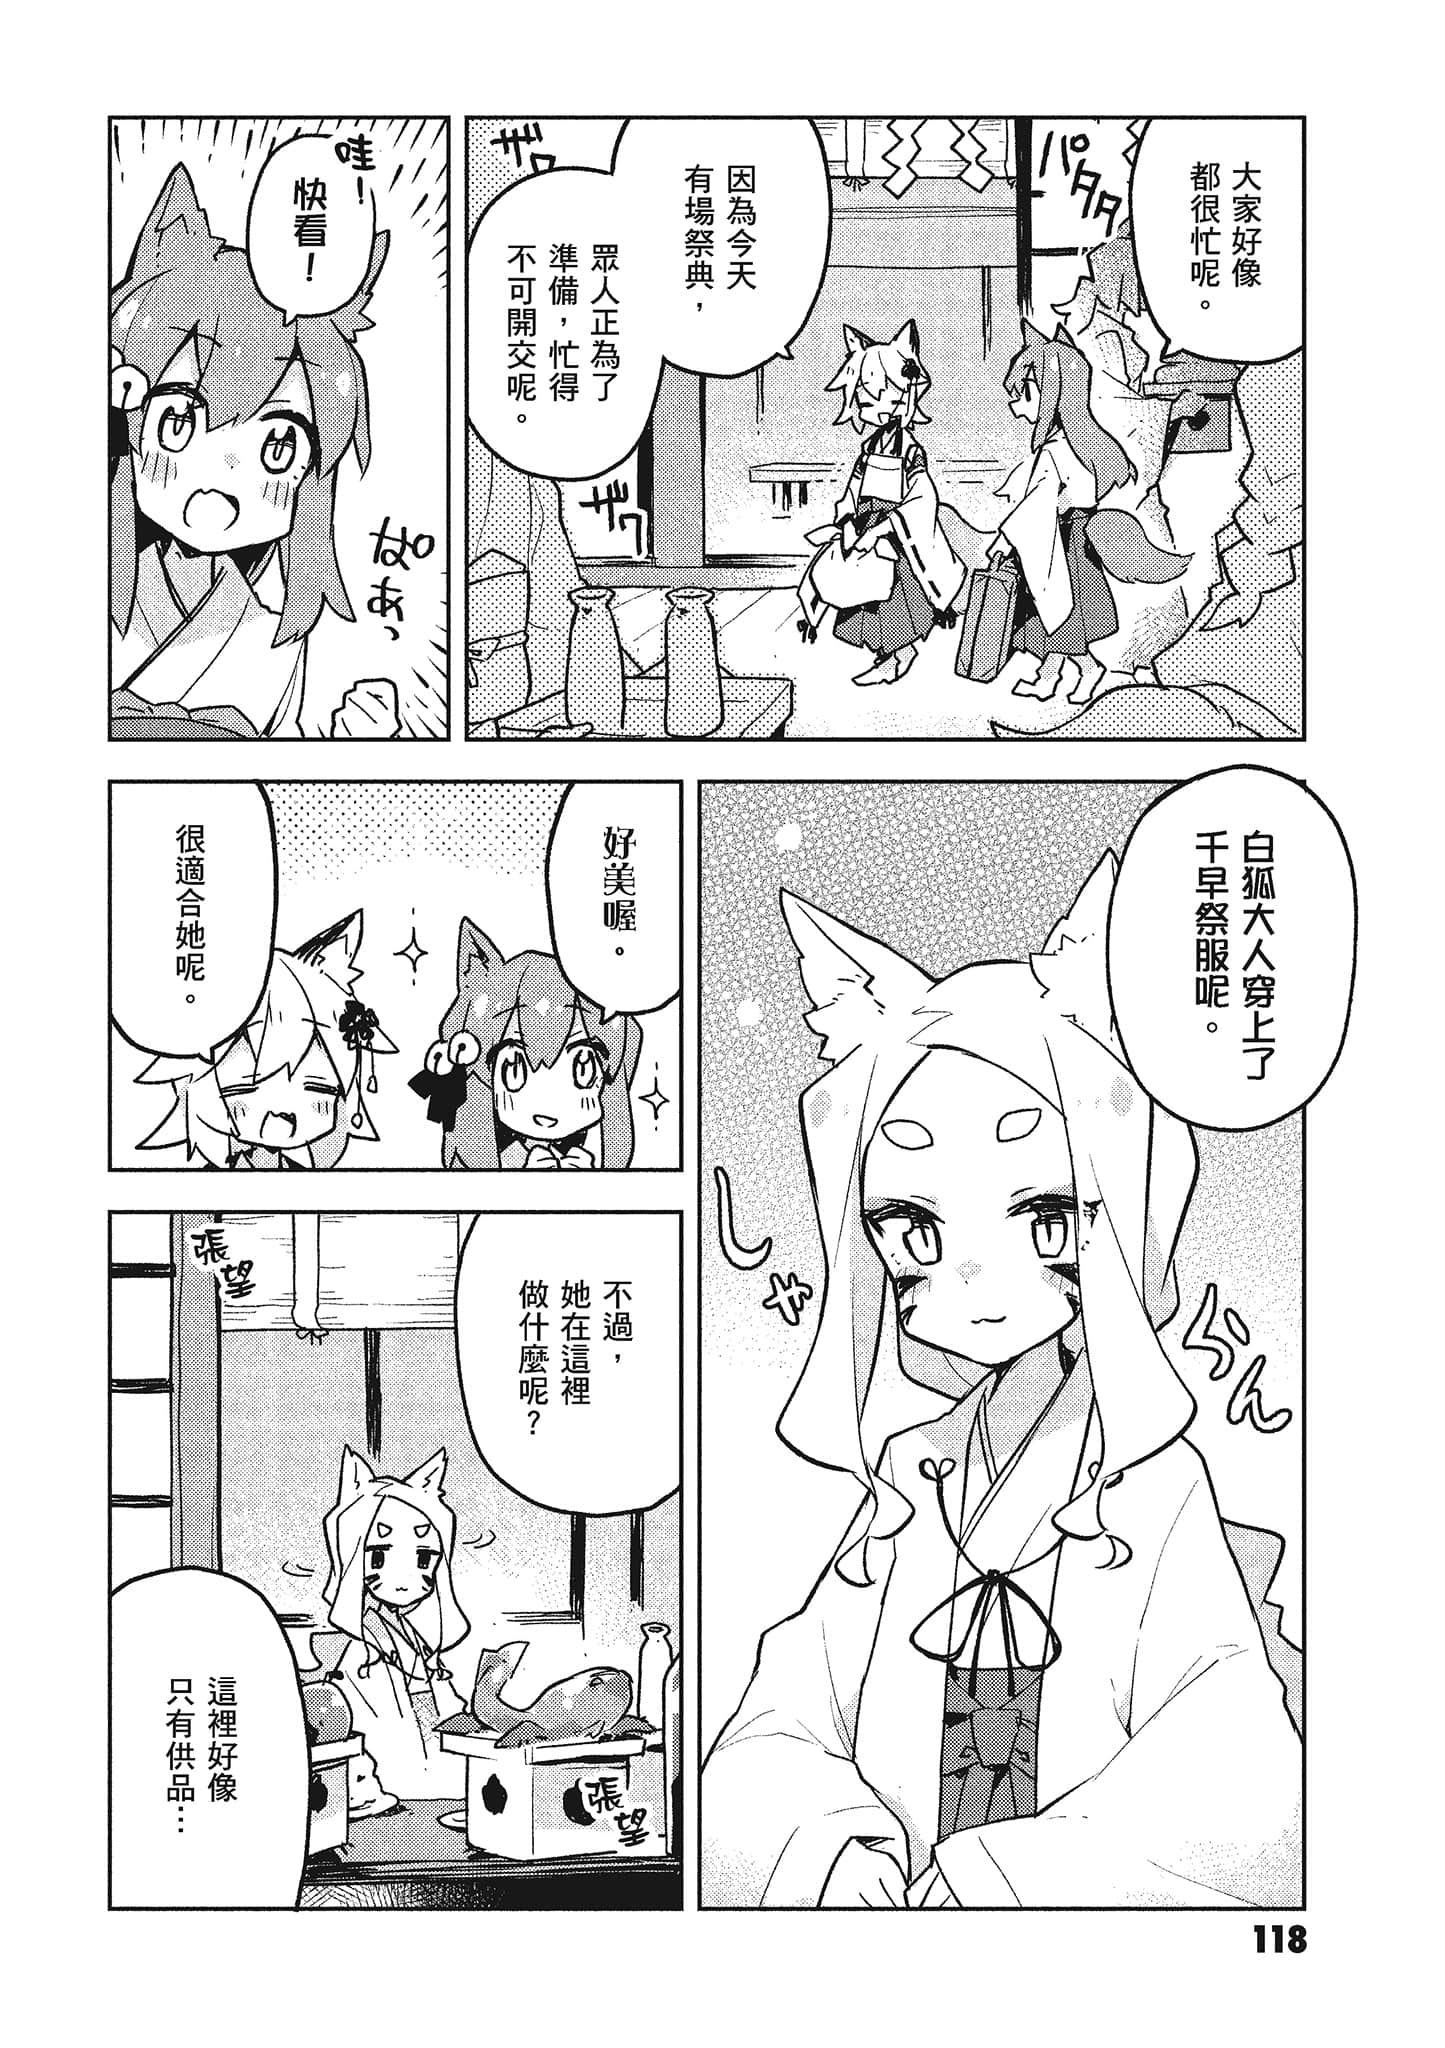 大家好像
都很忙呢。
パタタ
因為今天
有場祭典，
眾人正為了
準備，忙得
不可開交呢。
ザワ
ザワ
哇！
快看！
ぱあっ
白狐大人穿上了
千早祭服呢。
しゃ
らん
好美喔。
很適合她呢。
不過，
她在這裡
做什麼呢？
張望
張望
這裡好像
只有供品…
118